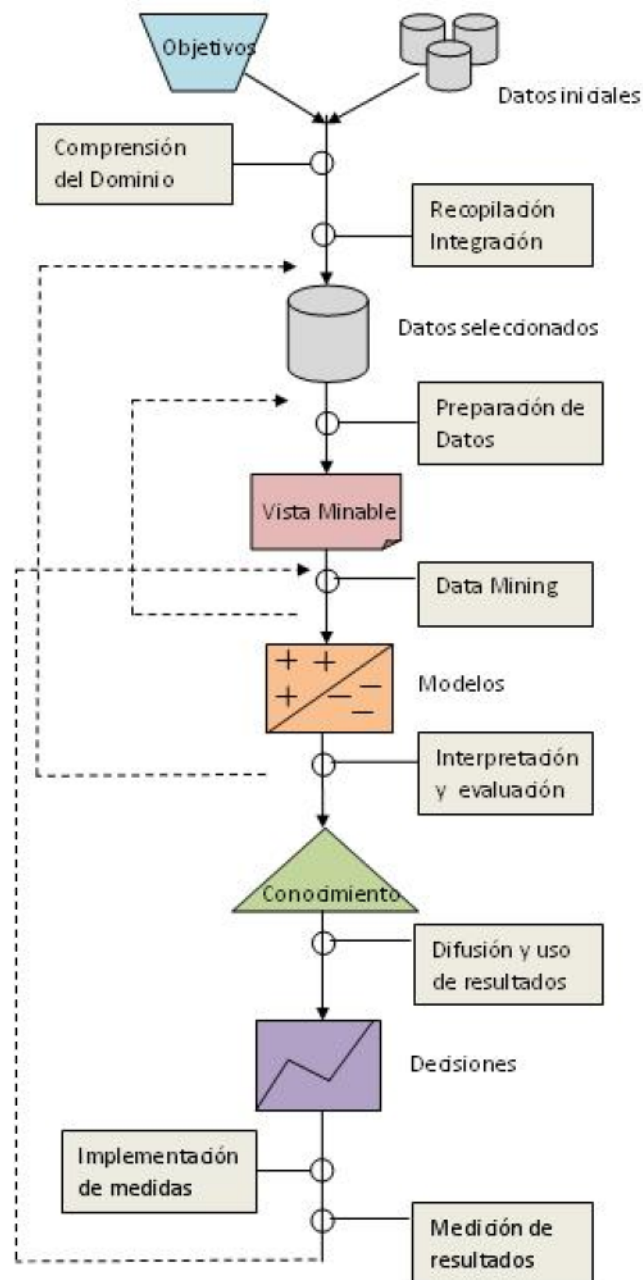 Objetivos
Datos iniciales
Comprensión
del Dominio
Recopilación
Integración
Datos seleccionados
Preparación de
Datos
Vista Minable
Data Mining
Modelos
Interpretación
y evaluación
Conocimiento
Difusión y uso
de resultados
Decisiones
Implementación
de medidas
Medición de
resultados